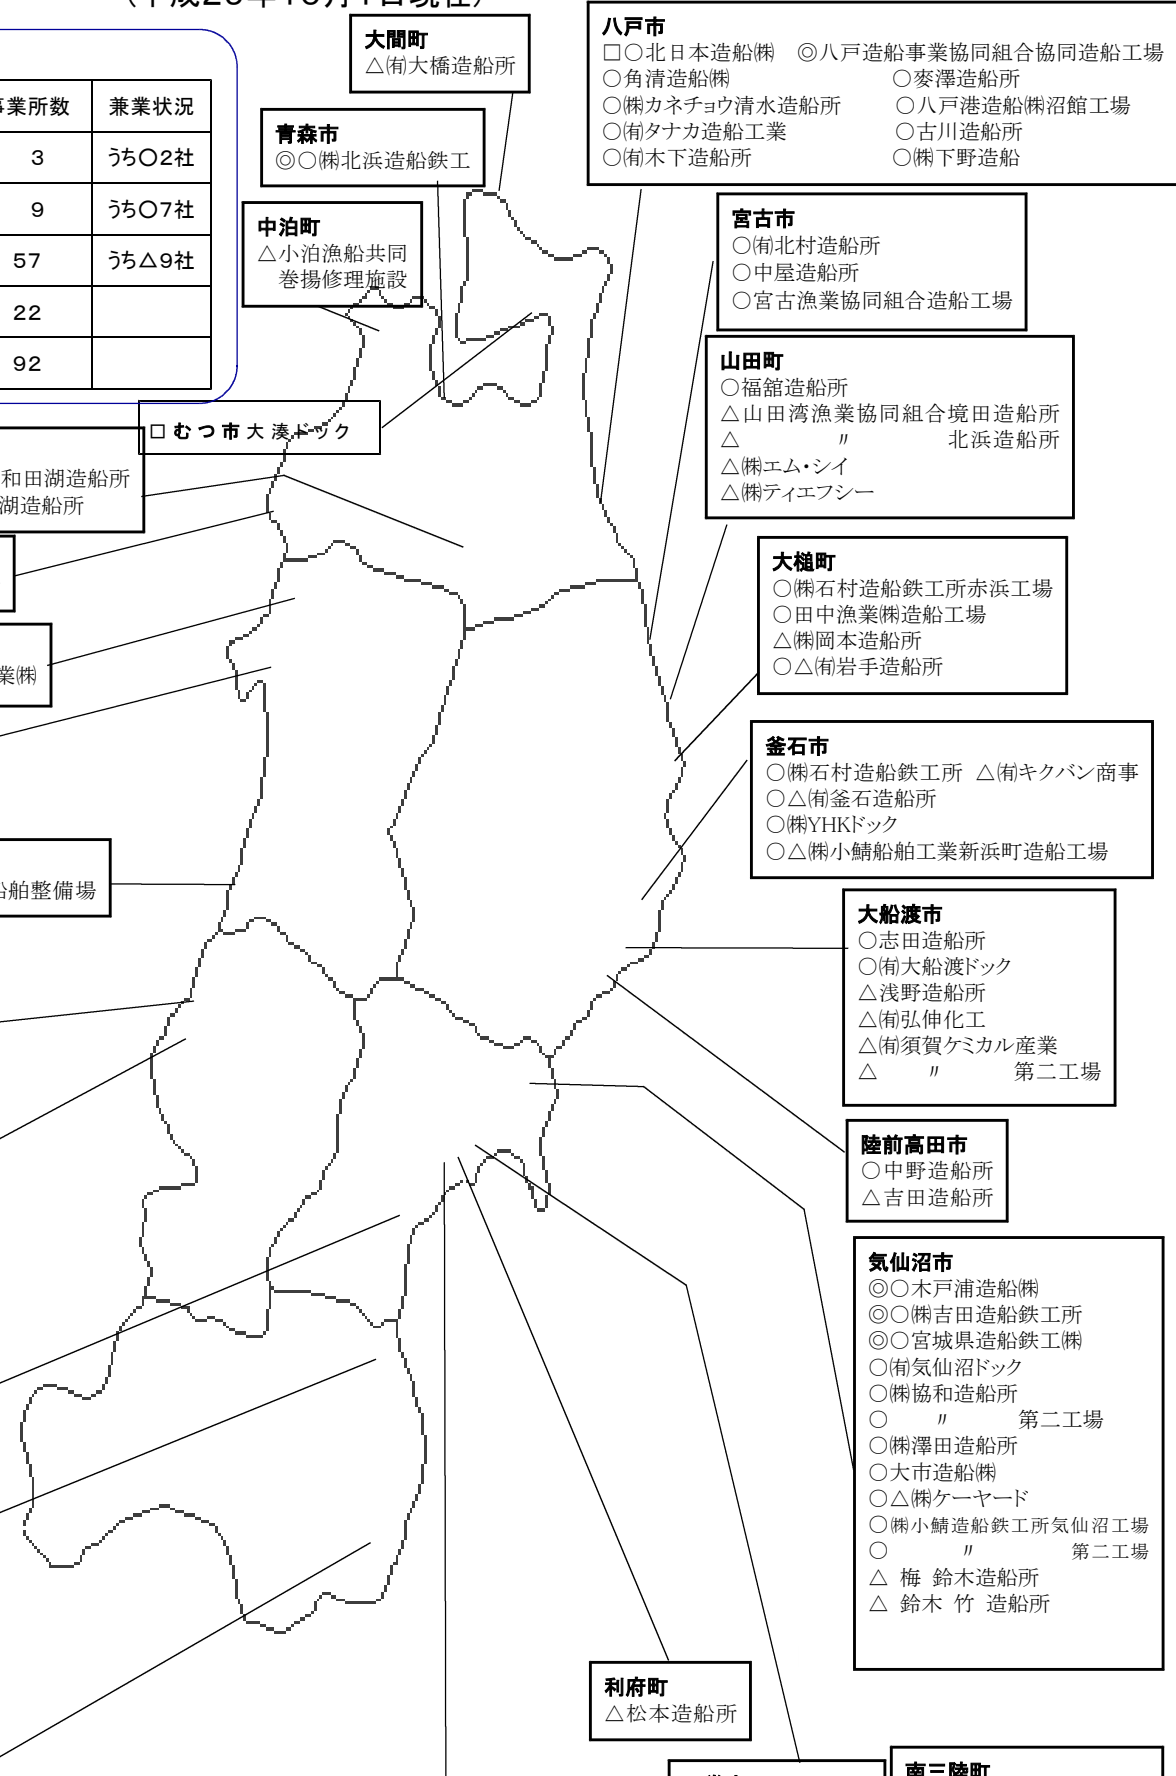 大間町
△㈲大橋造船所
八戸市
□○北日本造船㈱ ◎八戸造船事業協同組合協同造船工場
○角清造船㈱ ○麥澤造船所
○㈱カネチョウ清水造船所 ○八戸港造船㈱沼館工場
○㈲タナカ造船工業 ○古川造船所
○㈲木下造船所 ○㈱下野造船
事業所数 兼業状況
3 うち○2社
9 うち○7社
57 うち△9社
22
92
青森市
◎○㈱北浜造船鉄工
中泊町
△小泊漁船共同
巻揚修理施設
宮古市
○㈲北村造船所
○中屋造船所
○宮古漁業協同組合造船工場
山田町
○福舘造船所
△山田湾漁業協同組合境田造船所
△ 〃 北浜造船所
△㈱エム・シイ
△㈱ティエフシー
□むつ市大湊ドック
和田湖造船所
湖造船所
大槌町
○㈱石村造船鉄工所赤浜工場
○田中漁業㈱造船工場
△㈱岡本造船所
○△㈲岩手造船所
業㈱
釜石市
○㈱石村造船鉄工所 △㈲キクバン商事
○△㈲釜石造船所
○㈱YHKドック
○△㈱小鯖船舶工業新浜町造船工場
船舶整備場
大船渡市
○志田造船所
○㈲大船渡ドック
△浅野造船所
△㈲弘伸化工
△㈲須賀ケミカル産業
△ 〃 第二工場
陸前高田市
○中野造船所
△吉田造船所
気仙沼市
◎○木戸浦造船㈱
◎○㈱吉田造船鉄工所
◎○宮城県造船鉄工㈱
○㈲気仙沼ドック
○㈱協和造船所
○ 〃 第二工場
○㈱澤田造船所
○大市造船㈱
○△㈱ケーヤード
○㈱小鯖造船鉄工所気仙沼工場
○ 〃 第二工場
△ 梅 鈴木造船所
△ 鈴木 竹 造船所
利府町
△松本造船所
南三陸町